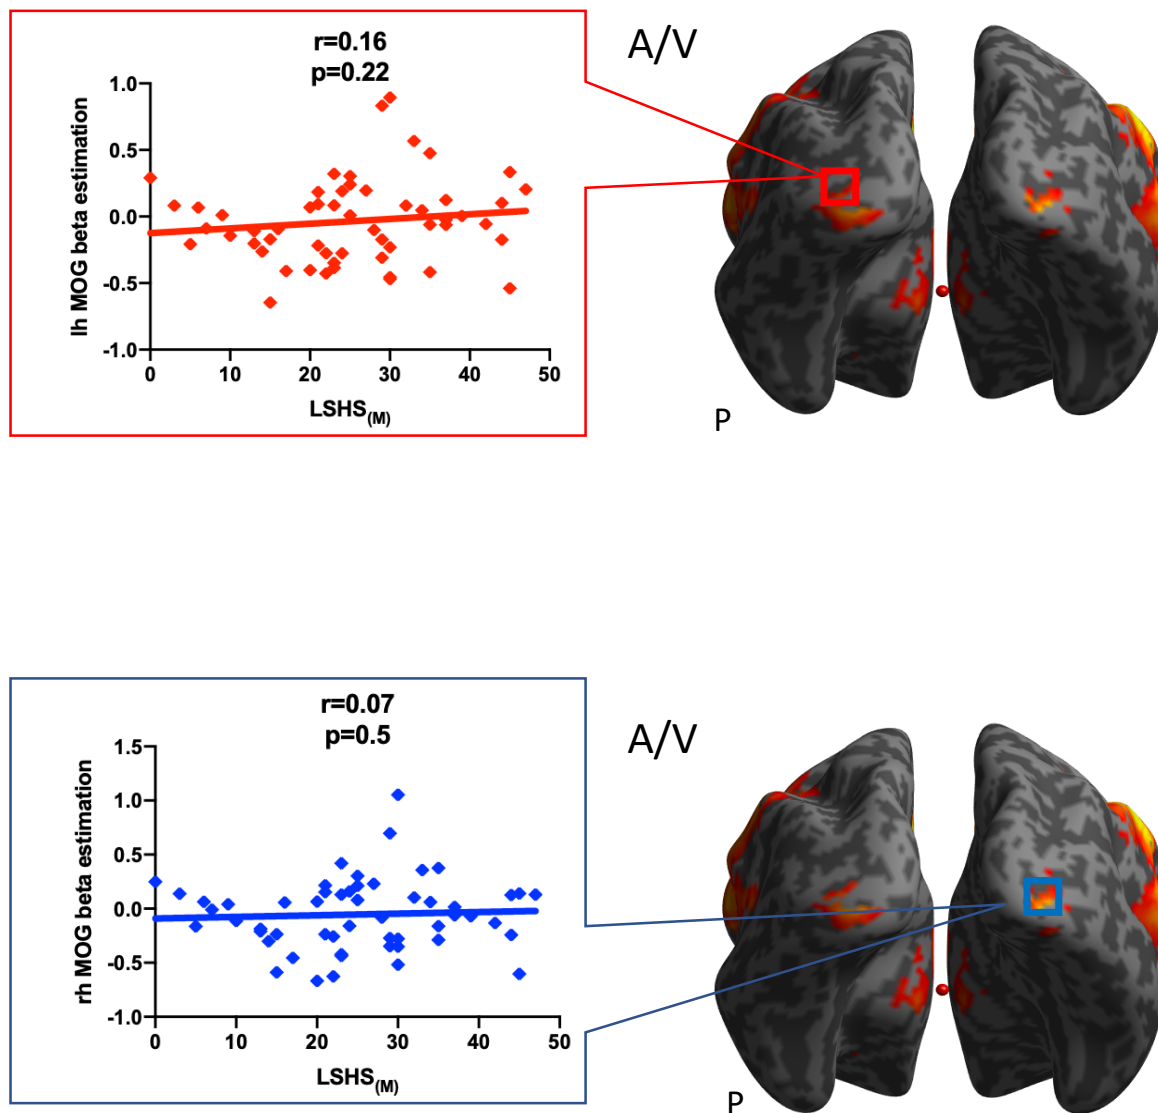 r=0.16
p=0.22
A/V
1.0
0.5
0.0
-0.5
-1.0
lh MOG beta estimation
0 10 20 30 40 50
LSHS(M)
P
r=0.07
p=0.5
A/V
1.5
1.0
0.5
0.0
-0.5
-1.0
rh MOG beta estimation
0 10 20 30 40 50
LSHS(M)
P